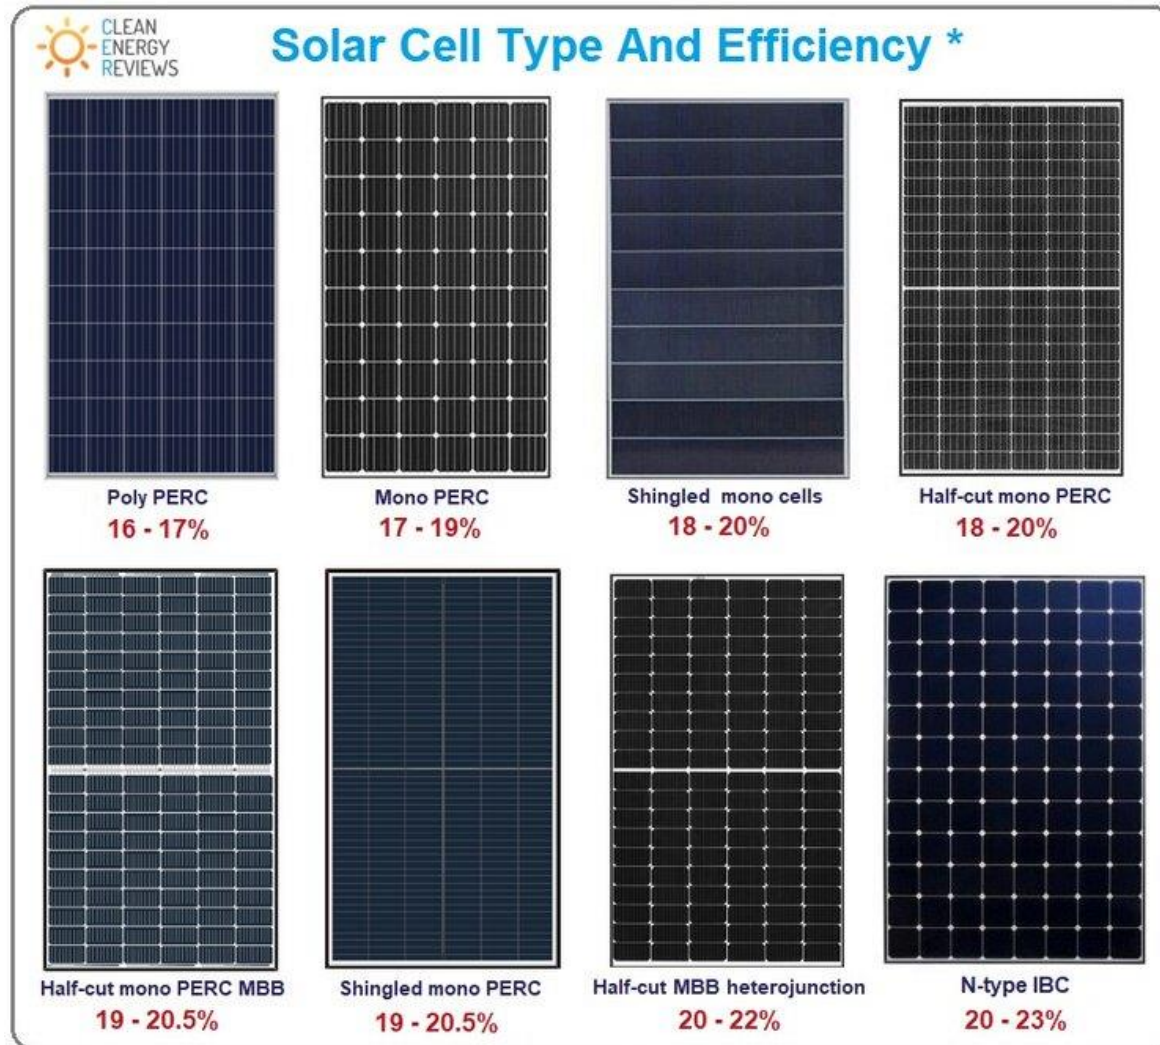 CLEAN
ENERGY
REVIEWS
Solar Cell Type And Efficiency *
Poly PERC
16 - 17%
Mono PERC
17 - 19%
Shingled mono cells
18 - 20%
Half-cut mono PERC
18 - 20%
Half-cut mono PERC MBB
19 - 20.5%
Shingled mono PERC
19 - 20.5%
Half-cut MBB heterojunction
20 - 22%
N-type IBC
20 - 23%